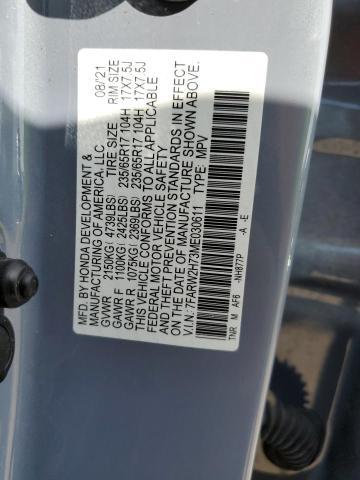 MFD. BY HONDA DEVELOPMENT & 08/21
MANUFACTURING OF AMERICA, LLC
GVWR 2150KG( 4739LBS) TIRE SIZE RIM SIZE
GAWR F 1100KG( 2425LBS) 235/65R17 104H 17X7.5J
GAWR R 1075KG( 2369LBS) 235/65R17 104H 17X7.5J
THIS VEHICLE CONFORMS TO ALL APPLICABLE
FEDERAL MOTOR VEHICLE SAFETY
AND THEFT PREVENTION STANDARDS IN EFFECT
ON THE DATE OF MANUFACTURE SHOWN ABOVE.
V.I.N.: 7FARW2H73ME030611 TYPE: MPV
-NH877P -A -E
TNR M AF6